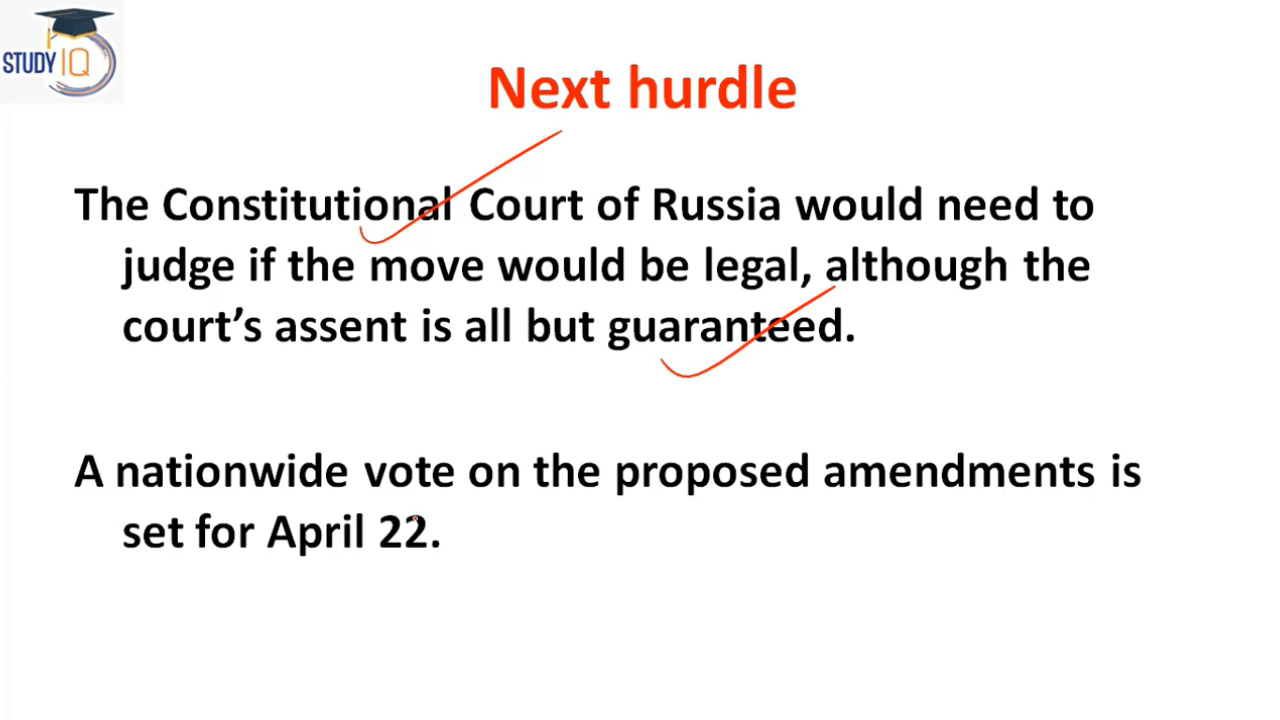 STUDY IQ
Next hurdle
The Constitutional Court of Russia would need to
judge if the move would be legal, although the
court’s assent is all but guaranteed.
A nationwide vote on the proposed amendments is
set for April 22.